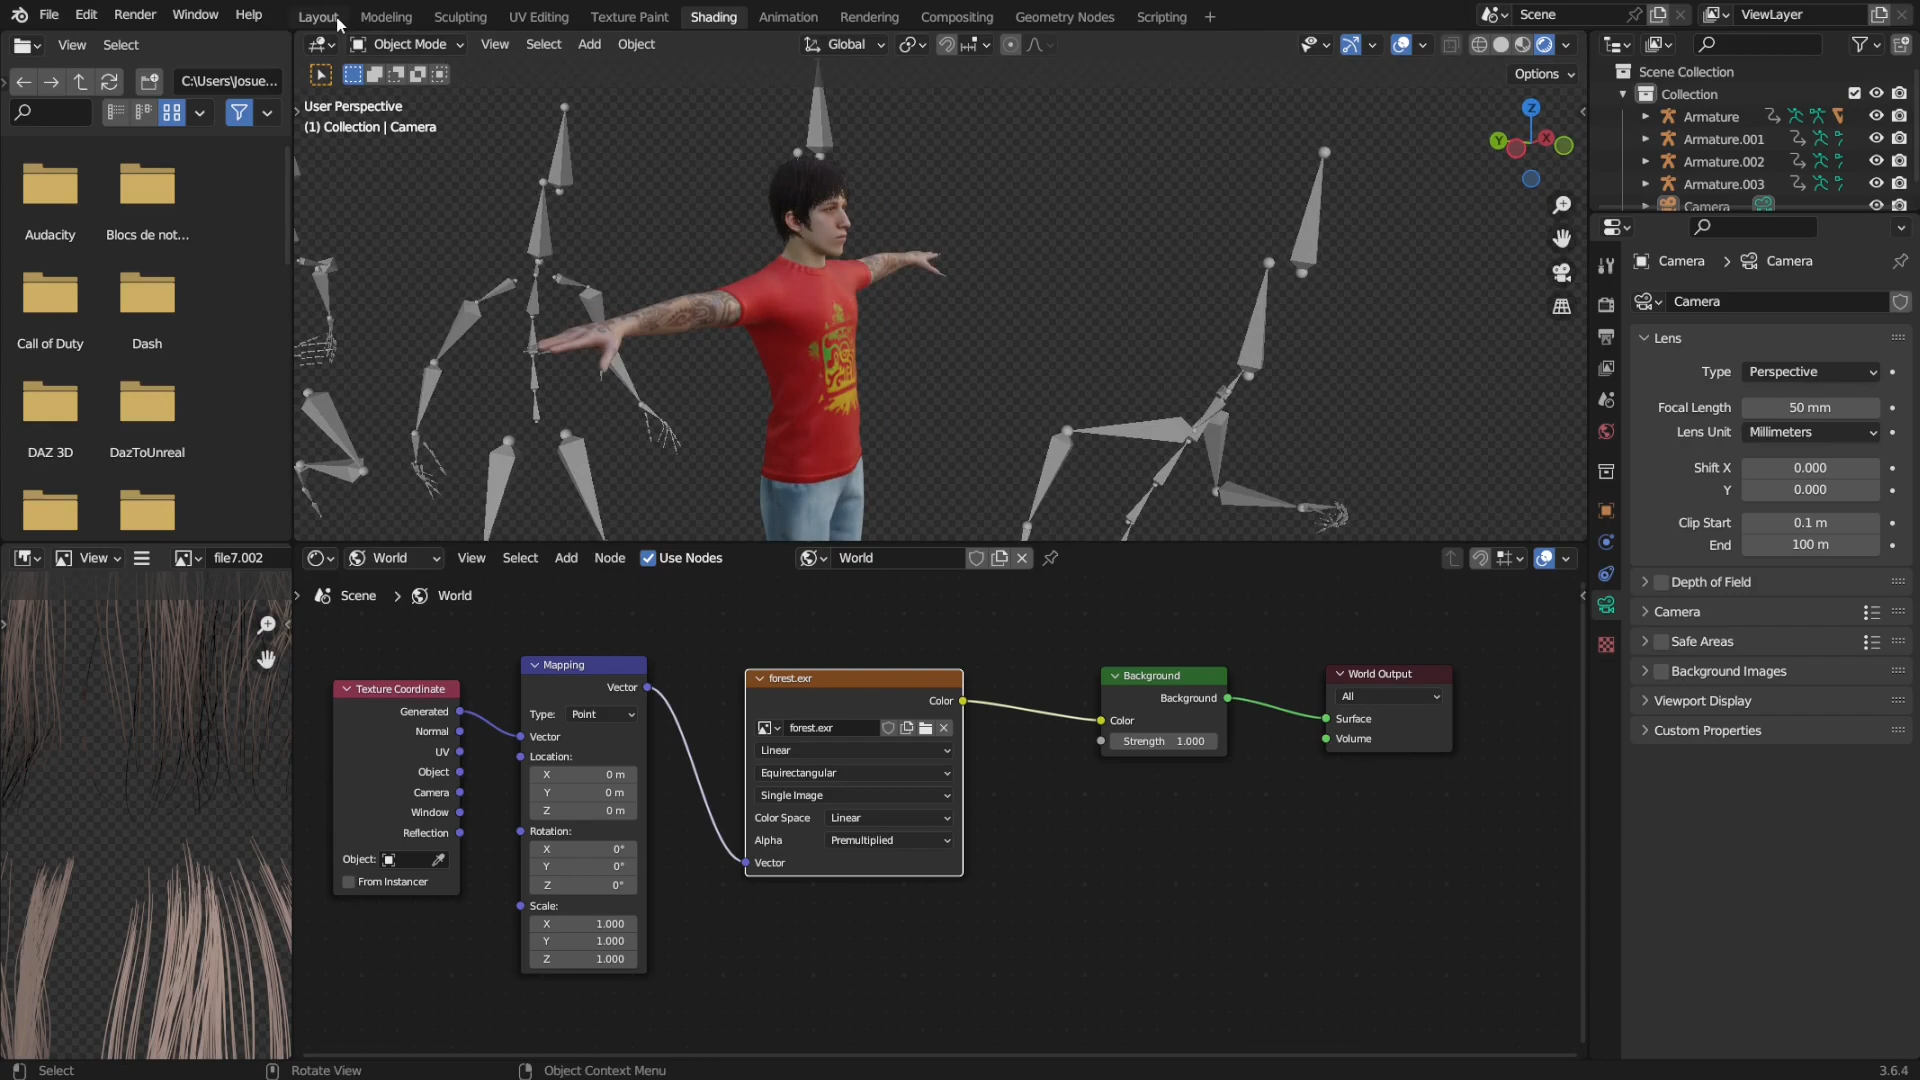 File Edit Render Window Help Layout Modeling Sculpting UV Editing Texture Paint Shading Animation Rendering Compositing Geometry Nodes Scripting + Scene ViewLayer
View Select Object Mode View Select Add Object Global
Options
C:\Users\Josue...
User Perspective
(1) Collection | Camera
Audacity Blocs de not...
Call of Duty Dash
DAZ 3D DazToUnreal
Z
Y X
Scene Collection
Collection
Armature
Armature.001
Armature.002
Armature.003
Camera
Camera > Camera
Camera
Lens
Type Perspective
Focal Length 50 mm
Lens Unit Millimeters
Shift X 0.000
Y 0.000
Clip Start 0.1 m
End 100 m
Depth of Field
Camera
Safe Areas
Background Images
Viewport Display
Custom Properties
View file7.002
World View Select Add Node Use Nodes World
Scene > World
Texture Coordinate
Generated
Normal
UV
Object
Camera
Window
Reflection
Object:
From Instancer
Mapping
Vector
Type: Point
Vector
Location:
X 0 m
Y 0 m
Z 0 m
Rotation:
X 0°
Y 0°
Z 0°
Scale:
X 1.000
Y 1.000
Z 1.000
forest.exr
Color
forest.exr
Linear
Equirectangular
Single Image
Color Space Linear
Alpha Premultiplied
Vector
Background
Background
Color
Strength 1.000
World Output
All
Surface
Volume
Select Rotate View Object Context Menu 3.6.4